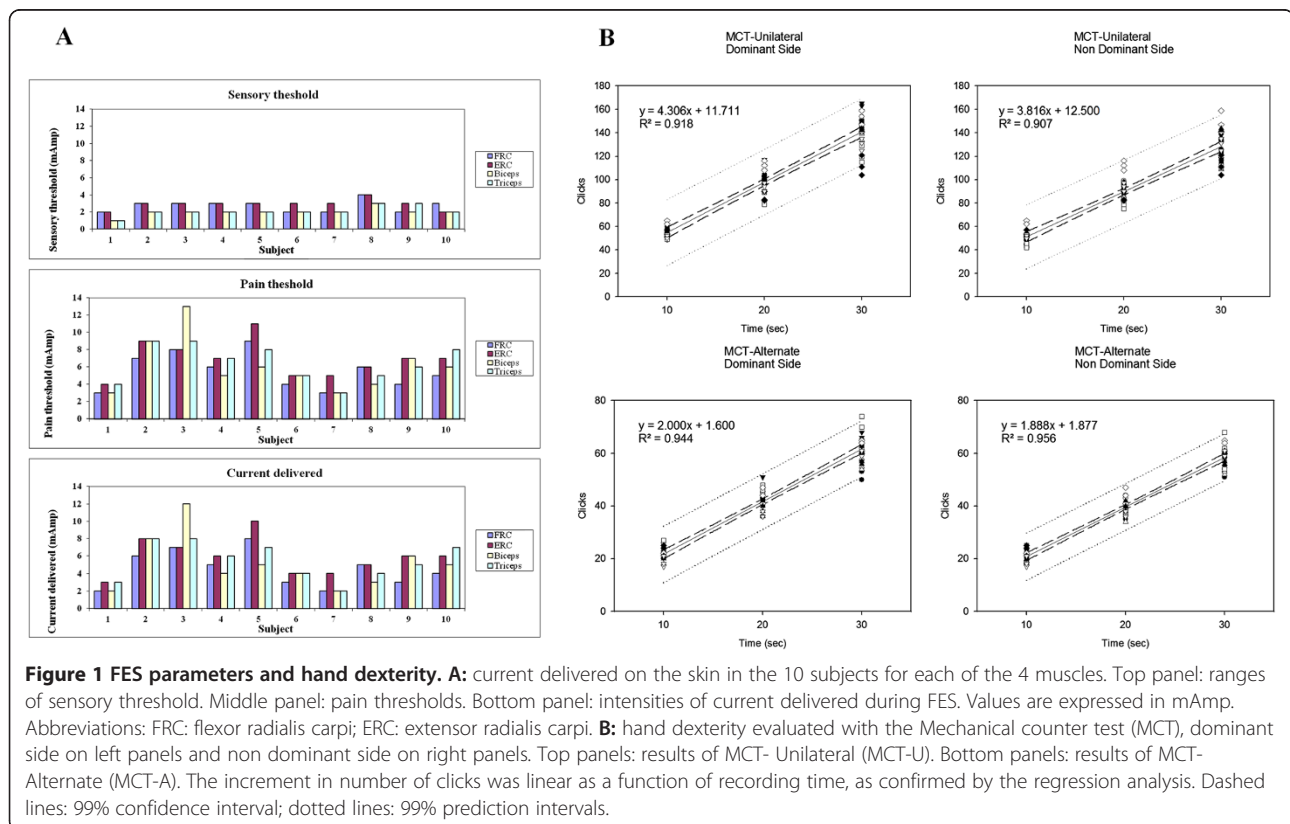 A
Sensory theshold
Sensory threshold (mAmp)
14
12
10
8
6
4
2
0
1 2 3 4 5 6 7 8 9 10
Subject
FRC
ERC
Biceps
Triceps
Pain theshold
Pain threshold (mAmp)
14
12
10
8
6
4
2
0
1 2 3 4 5 6 7 8 9 10
Subject
FRC
ERC
Biceps
Triceps
Current delivered
Current delivered (mAmp)
14
12
10
8
6
4
2
0
1 2 3 4 5 6 7 8 9 10
Subject
FRC
ERC
Biceps
Triceps
B
MCT-Unilateral
Dominant Side
Clicks
180
160
140
120
100
80
60
40
20
0
y = 4.306x + 11.711
R² = 0.918
10 20 30
Time (sec)
MCT-Unilateral
Non Dominant Side
Clicks
180
160
140
120
100
80
60
40
20
0
y = 3.816x + 12.500
R² = 0.907
10 20 30
Time (sec)
MCT-Alternate
Dominant Side
Clicks
80
60
40
20
0
y = 2.000x + 1.600
R² = 0.944
10 20 30
Time (sec)
MCT-Alternate
Non Dominant Side
Clicks
80
60
40
20
0
y = 1.888x + 1.877
R² = 0.956
10 20 30
Time (sec)
Figure 1 FES parameters and hand dexterity. A: current delivered on the skin in the 10 subjects for each of the 4 muscles. Top panel: ranges
of sensory threshold. Middle panel: pain thresholds. Bottom panel: intensities of current delivered during FES. Values are expressed in mAmp.
Abbreviations: FRC: flexor radialis carpi; ERC: extensor radialis carpi. B: hand dexterity evaluated with the Mechanical counter test (MCT), dominant
side on left panels and non dominant side on right panels. Top panels: results of MCT- Unilateral (MCT-U). Bottom panels: results of MCT-
Alternate (MCT-A). The increment in number of clicks was linear as a function of recording time, as confirmed by the regression analysis. Dashed
lines: 99% confidence interval; dotted lines: 99% prediction intervals.